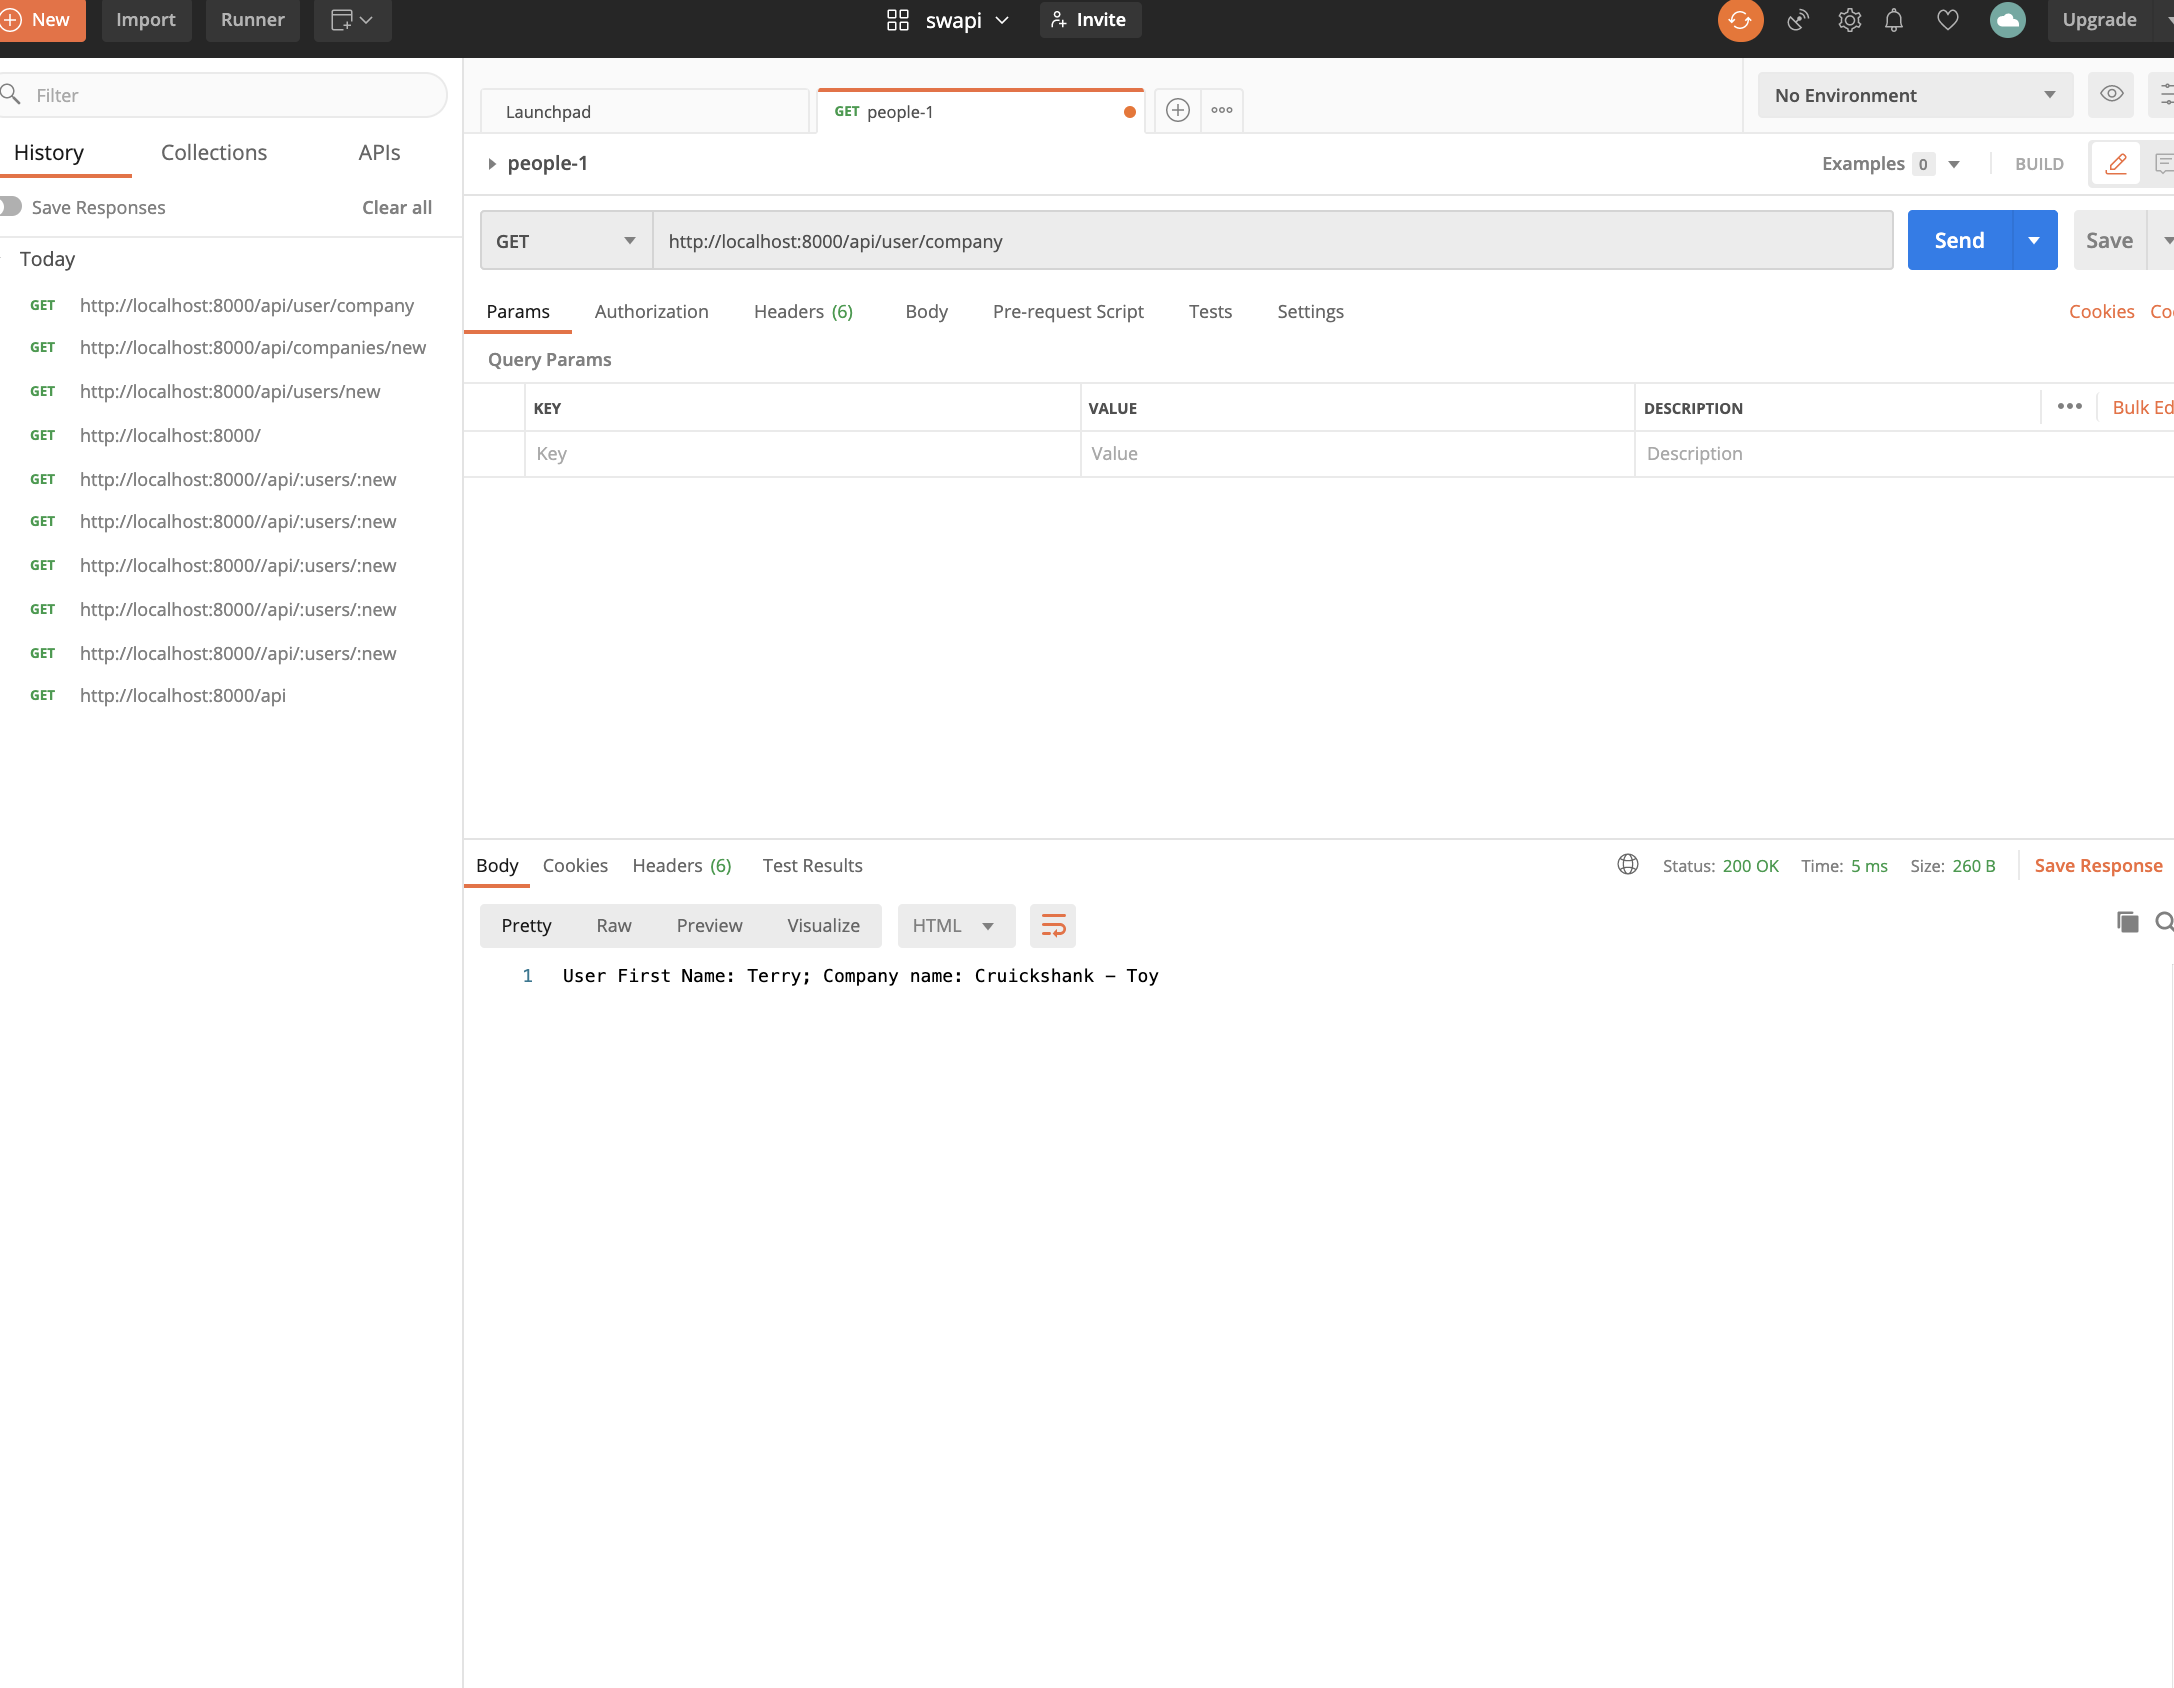 New Import Runner swapi Invite Upgrade
Filter
History Collections APIs
Save Responses Clear all
Today
GET http://localhost:8000/api/user/company
GET http://localhost:8000/api/companies/new
GET http://localhost:8000/api/users/new
GET http://localhost:8000/
GET http://localhost:8000//api/:users/:new
GET http://localhost:8000//api/:users/:new
GET http://localhost:8000//api/:users/:new
GET http://localhost:8000//api/:users/:new
GET http://localhost:8000//api/:users/:new
GET http://localhost:8000/api
Launchpad GET people-1 No Environment
people-1 Examples 0 BUILD
GET http://localhost:8000/api/user/company Send Save
Params Authorization Headers (6) Body Pre-request Script Tests Settings Cookies
Query Params
KEY VALUE DESCRIPTION Bulk Ed
Key Value Description
Body Cookies Headers (6) Test Results Status: 200 OK Time: 5 ms Size: 260 B Save Response
Pretty Raw Preview Visualize HTML
1 User First Name: Terry; Company name: Cruickshank – Toy